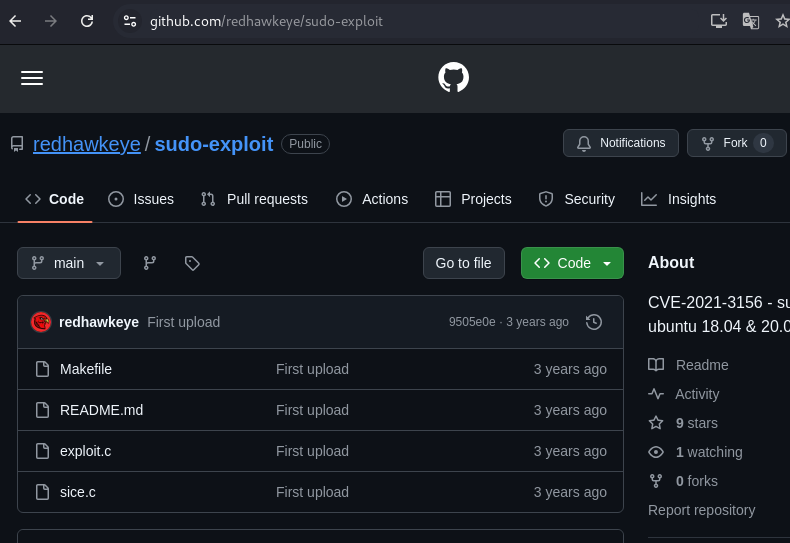 github.com/redhawkeye/sudo-exploit
redhawkeye / sudo-exploit Public
Notifications
Fork 0
Code Issues Pull requests Actions Projects Security Insights
main
Go to file
Code
redhawkeye First upload 9505e0e · 3 years ago
Makefile First upload 3 years ago
README.md First upload 3 years ago
exploit.c First upload 3 years ago
sice.c First upload 3 years ago
About
CVE-2021-3156 - su
ubuntu 18.04 & 20.0
Readme
Activity
9 stars
1 watching
0 forks
Report repository